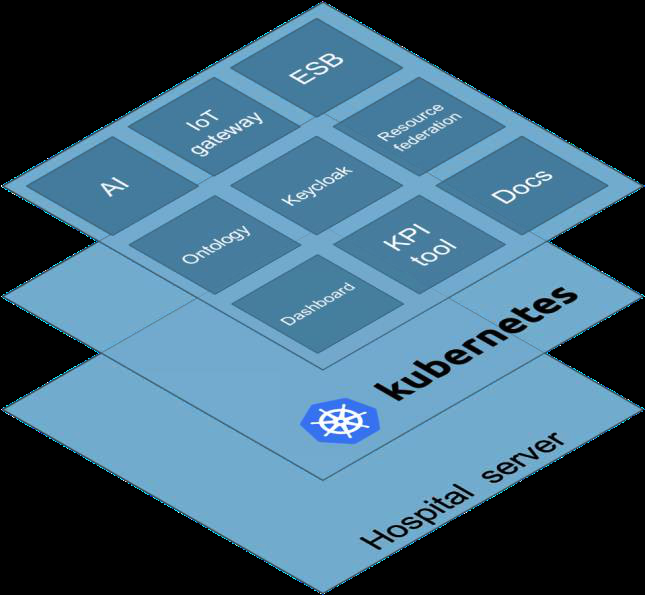 ESB
IoT
gateway
Resource
federation
AI
Keycloak
Docs
Ontology
KPI
tool
Dashboard
kubernetes
Hospital server